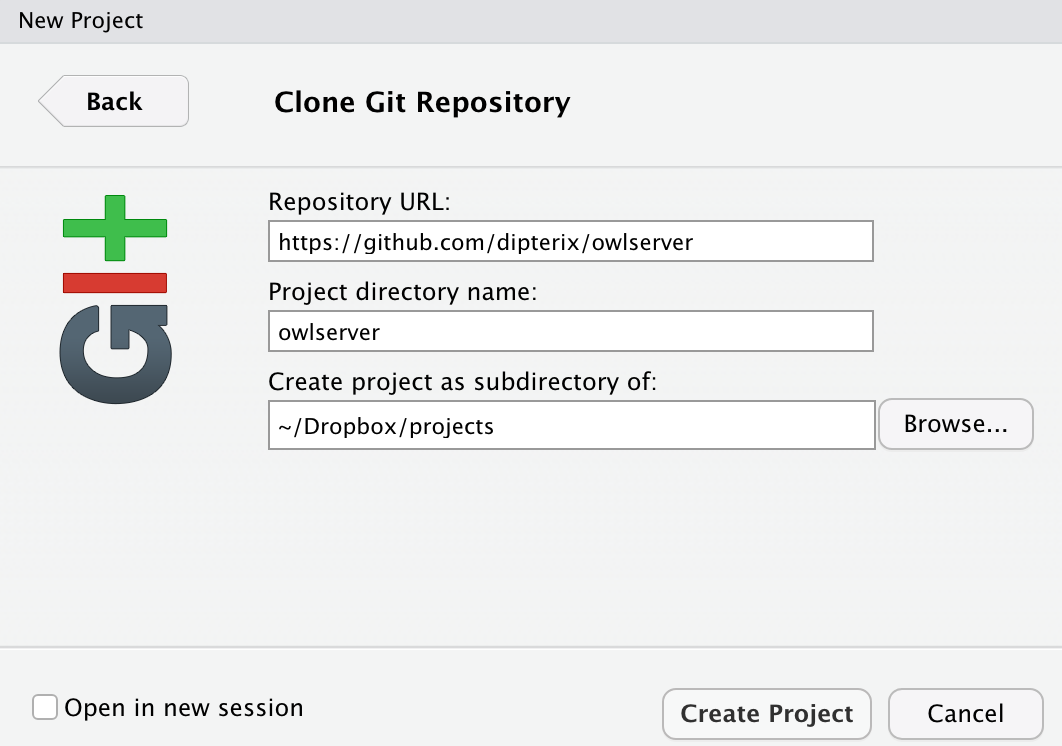 New Project
Back
Clone Git Repository
GIT
Repository URL:
https://github.com/dipterix/owlserver
Project directory name:
owlserver
Create project as subdirectory of:
~/Dropbox/projects
Browse...
Open in new session
Create Project
Cancel